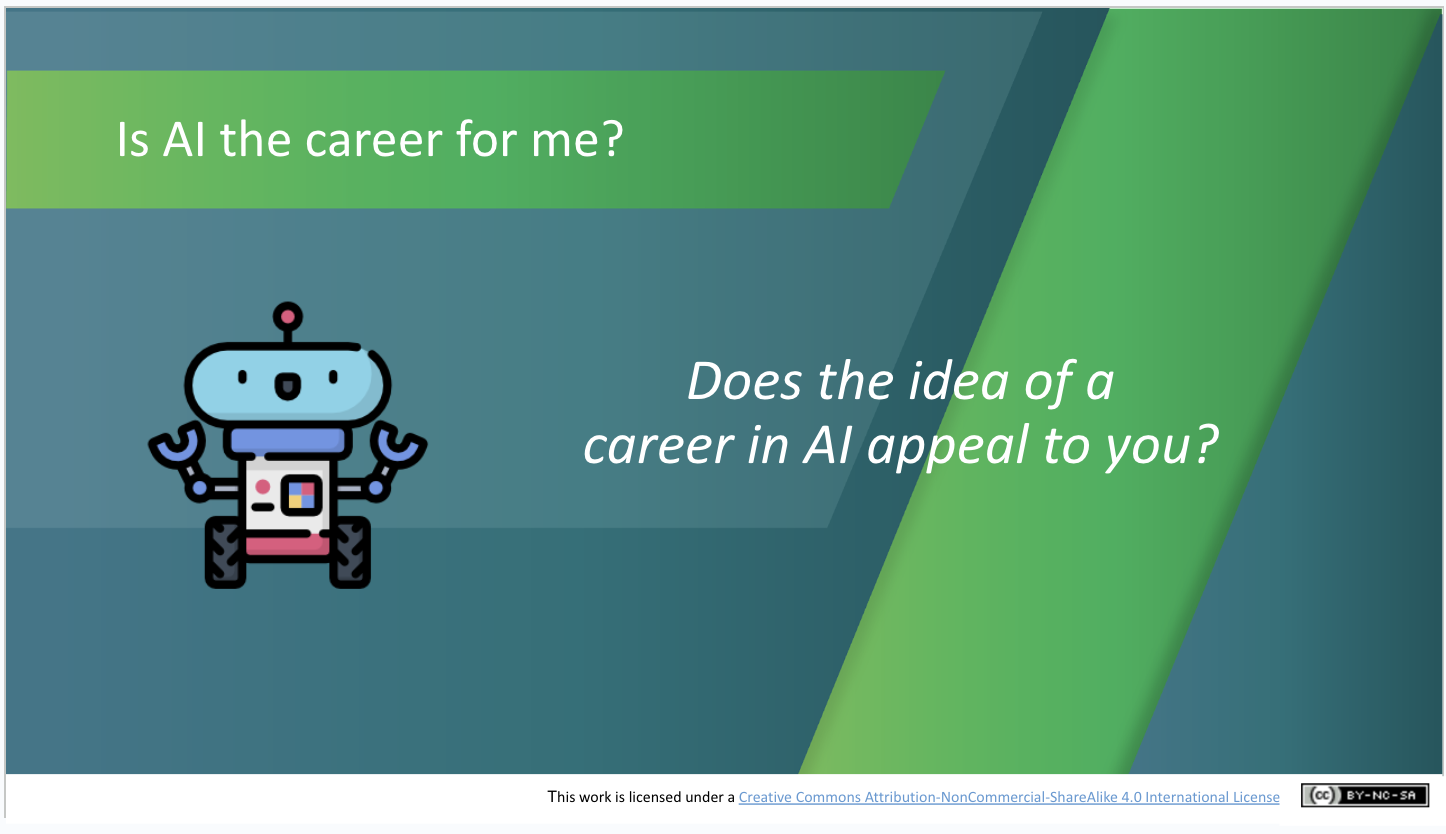 Is AI the career for me?
Does the idea of a
career in AI appeal to you?
This work is licensed under a Creative Commons Attribution-NonCommercial-ShareAlike 4.0 International License
cc BY-NC-SA